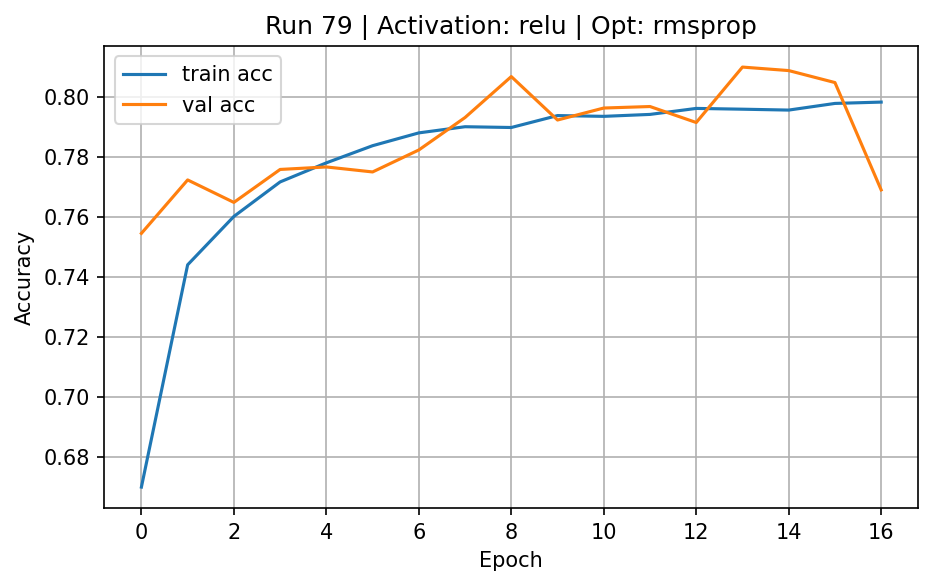 Run 79 | Activation: relu | Opt: rmsprop
train acc
val acc
0.80
0.78
0.76
0.74
0.72
0.70
0.68
Accuracy
0 2 4 6 8 10 12 14 16
Epoch